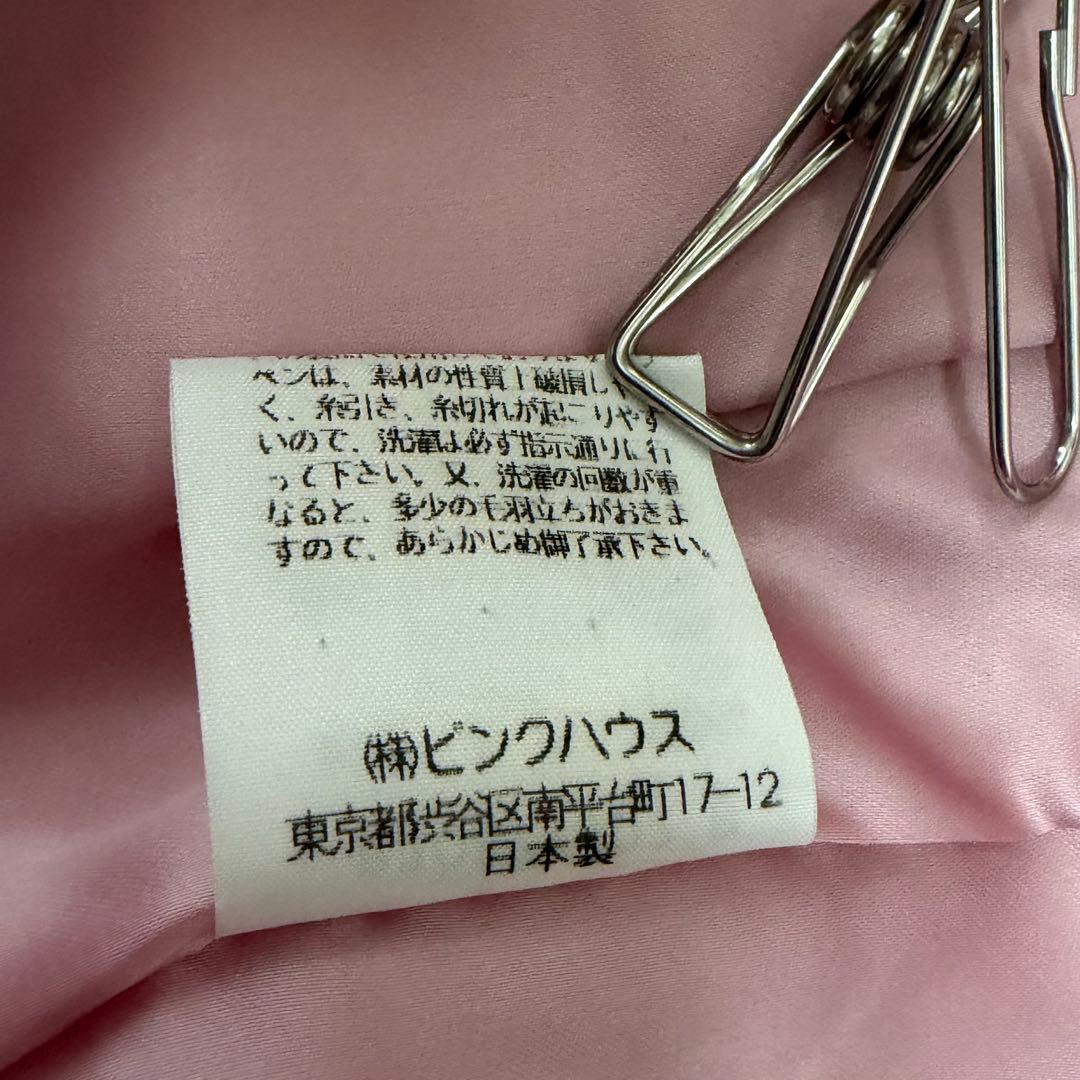 ペンは、素材の性質上破損しや
く、糸引き、糸切れが起こりやす
いので、洗濯は必ず指示通りに行
って下さい。又、洗濯の回数が重
なると、多少の毛羽立ちがおきま
すので、あらかじめ御了承下さい。
㈱ピンクハウス
東京都渋谷区南平台町17-12
日本製